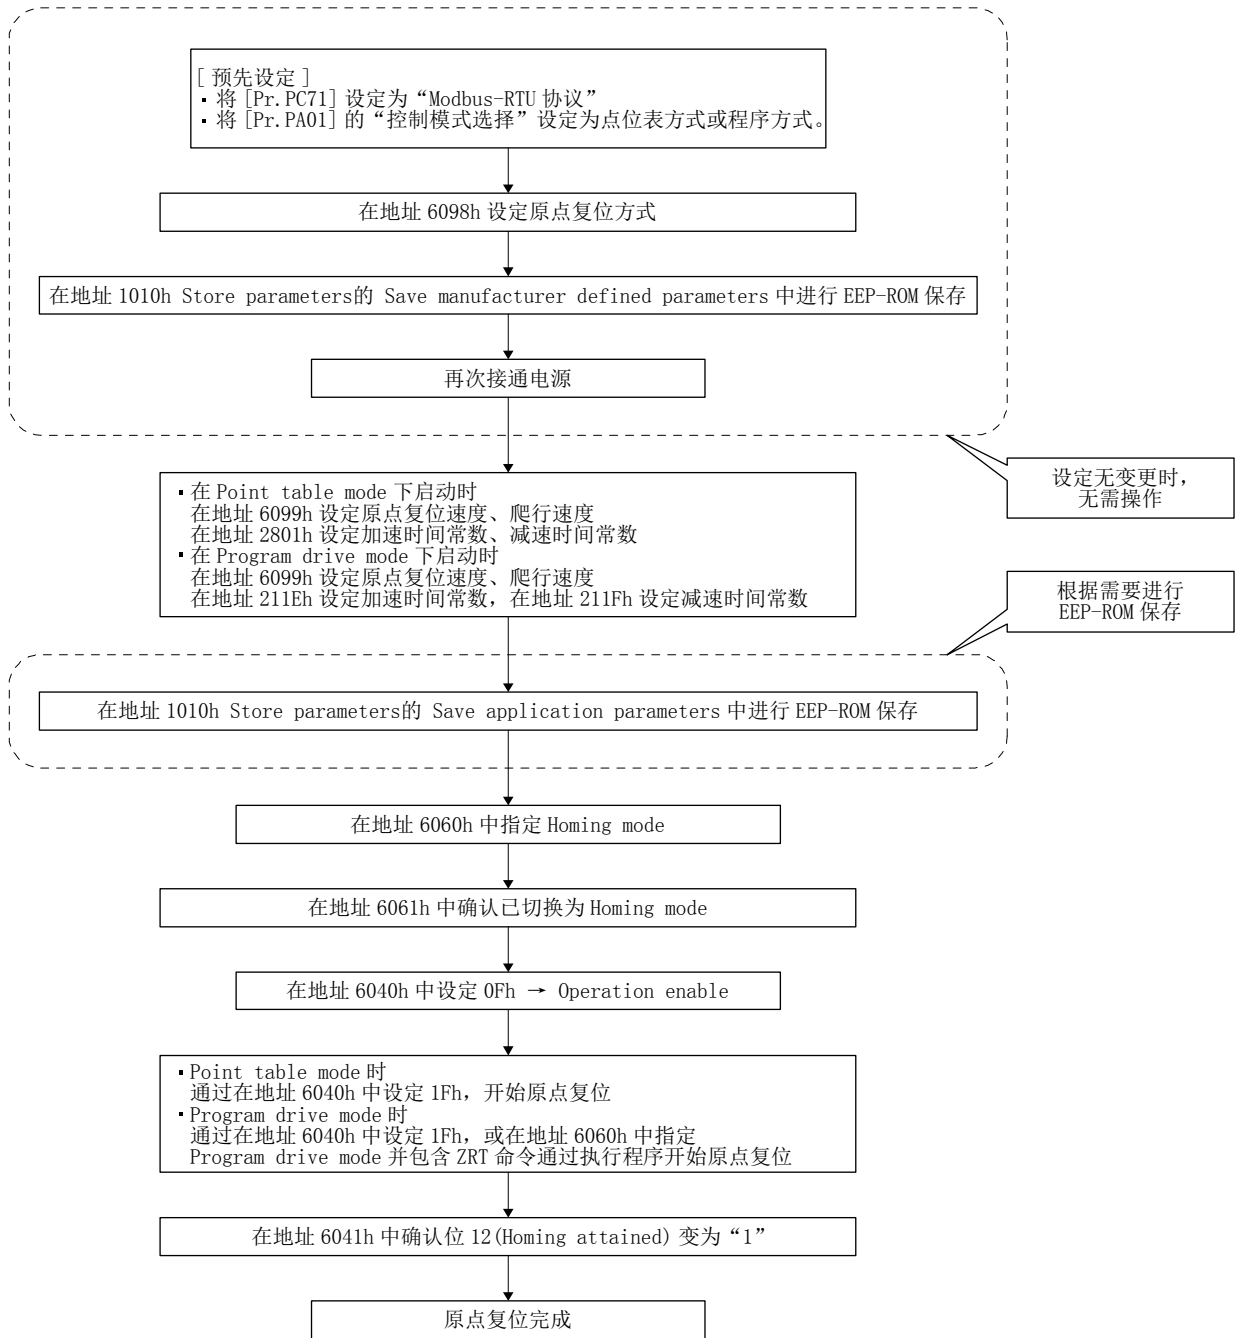 [预先设定]
▪ 将 [Pr.PC71] 设定为“Modbus-RTU 协议”
▪ 将 [Pr.PA01] 的“控制模式选择”设定为点位表方式或程序方式。
在地址 6098h 设定原点复位方式
在地址 1010h Store parameters的 Save manufacturer defined parameters 中进行 EEP-ROM 保存
再次接通电源
设定无变更时，
无需操作
▪ 在 Point table mode 下启动时
在地址 6099h 设定原点复位速度、爬行速度
在地址 2801h 设定加速时间常数、减速时间常数
▪ 在 Program drive mode 下启动时
在地址 6099h 设定原点复位速度、爬行速度
在地址 211Eh 设定加速时间常数，在地址 211Fh 设定减速时间常数
根据需要进行
EEP-ROM 保存
在地址 1010h Store parameters的 Save application parameters 中进行 EEP-ROM 保存
在地址 6060h 中指定 Homing mode
在地址 6061h 中确认已切换为 Homing mode
在地址 6040h 中设定 0Fh → Operation enable
▪ Point table mode 时
通过在地址 6040h 中设定 1Fh，开始原点复位
▪ Program drive mode 时
通过在地址 6040h 中设定 1Fh，或在地址 6060h 中指定
Program drive mode 并包含 ZRT 命令通过执行程序开始原点复位
在地址 6041h 中确认位 12(Homing attained) 变为“1”
原点复位完成